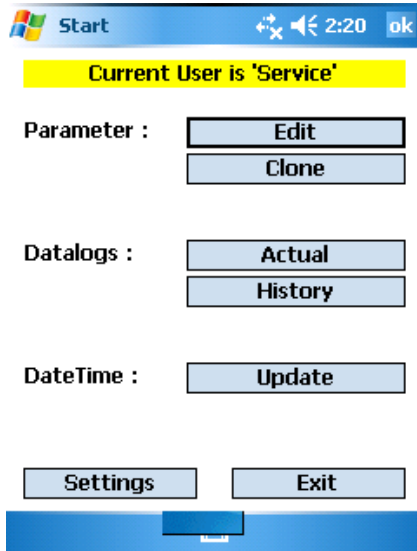 Start 2:20 ok
Current User is 'Service'
Parameter : Edit
Clone
Datalogs : Actual
History
DateTime : Update
Settings Exit